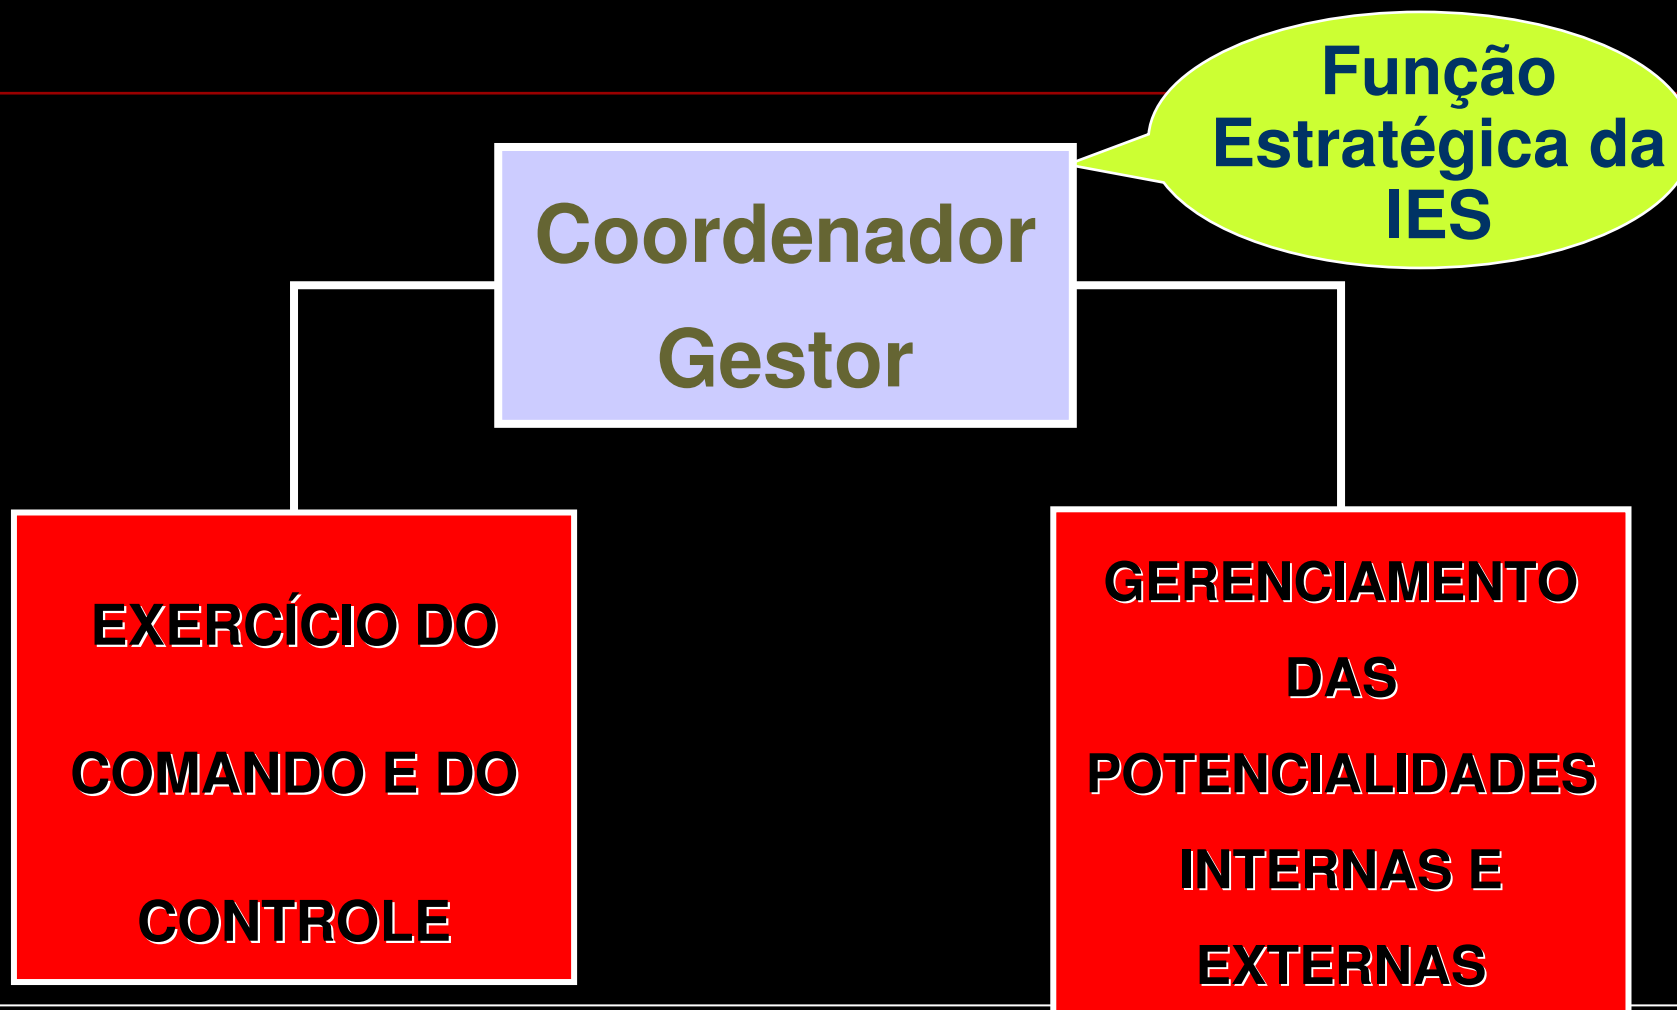 Função
Estratégica da
IES
Coordenador
Gestor
EXERCÍCIO DO
COMANDO E DO
CONTROLE
GERENCIAMENTO
DAS
POTENCIALIDADES
INTERNAS E
EXTERNAS